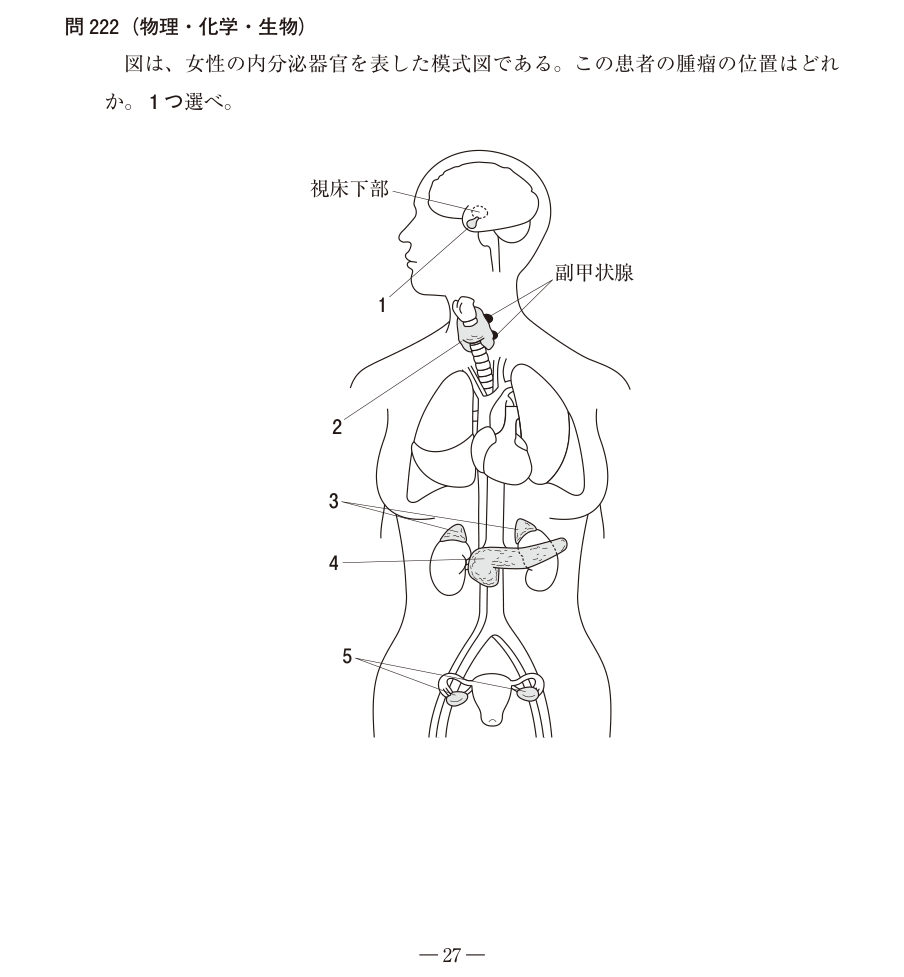 問 222（物理・化学・生物）
図は、女性の内分泌器官を表した模式図である。この患者の腫瘤の位置はどれ
か。1つ選べ。
視床下部
副甲状腺
1
2
3
4
5
― 27 ―